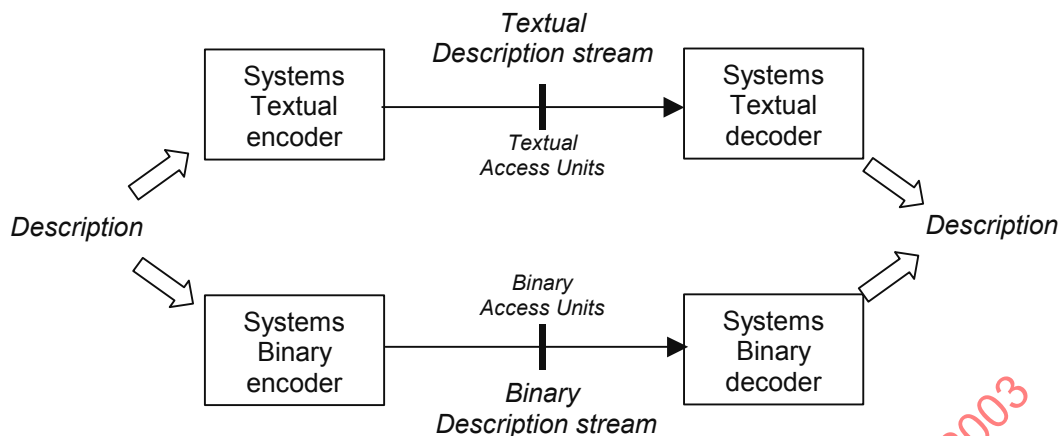 Textual
Description stream
Systems
Textual
encoder
Textual
Access Units
Systems
Textual
decoder
Description
Description
Systems
Binary
encoder
Binary
Access Units
Binary
Description stream
Systems
Binary
decoder
2003